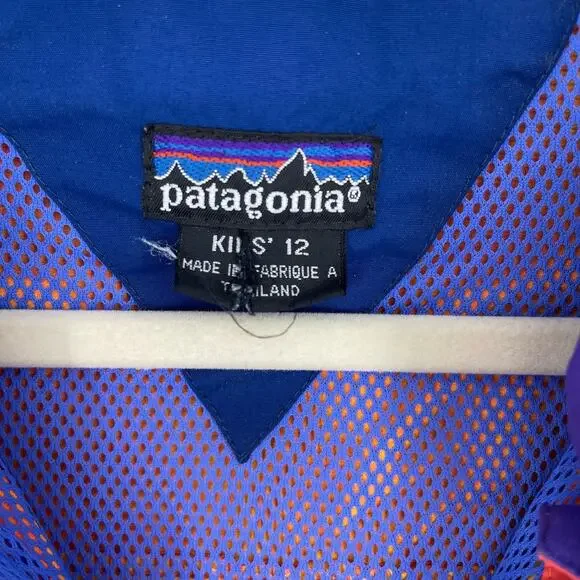 patagonia®
KIDS' 12
MADE IN/FABRIQUE A
THAILAND